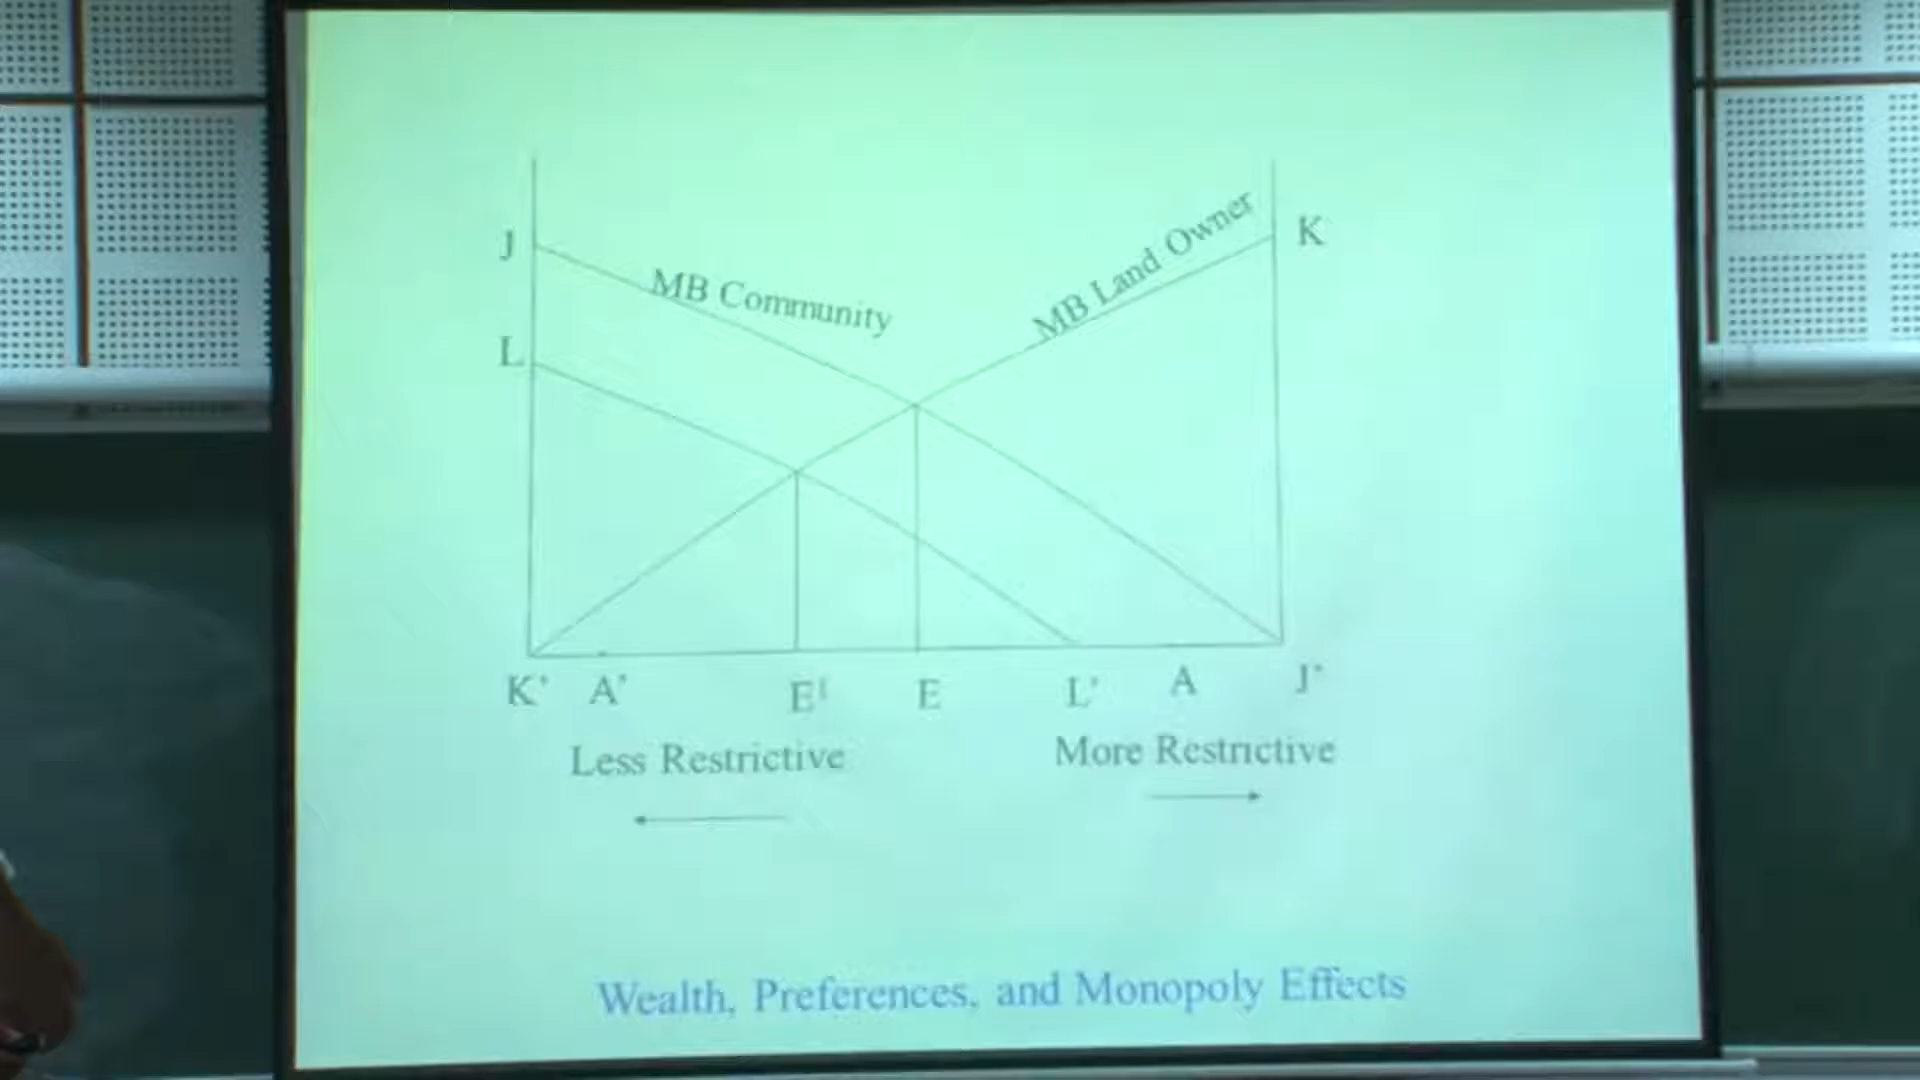 J
MB Community
MB Land Owner
K
L
K' A' E' E L' A J'
Less Restrictive
More Restrictive
Wealth, Preferences, and Monopoly Effects